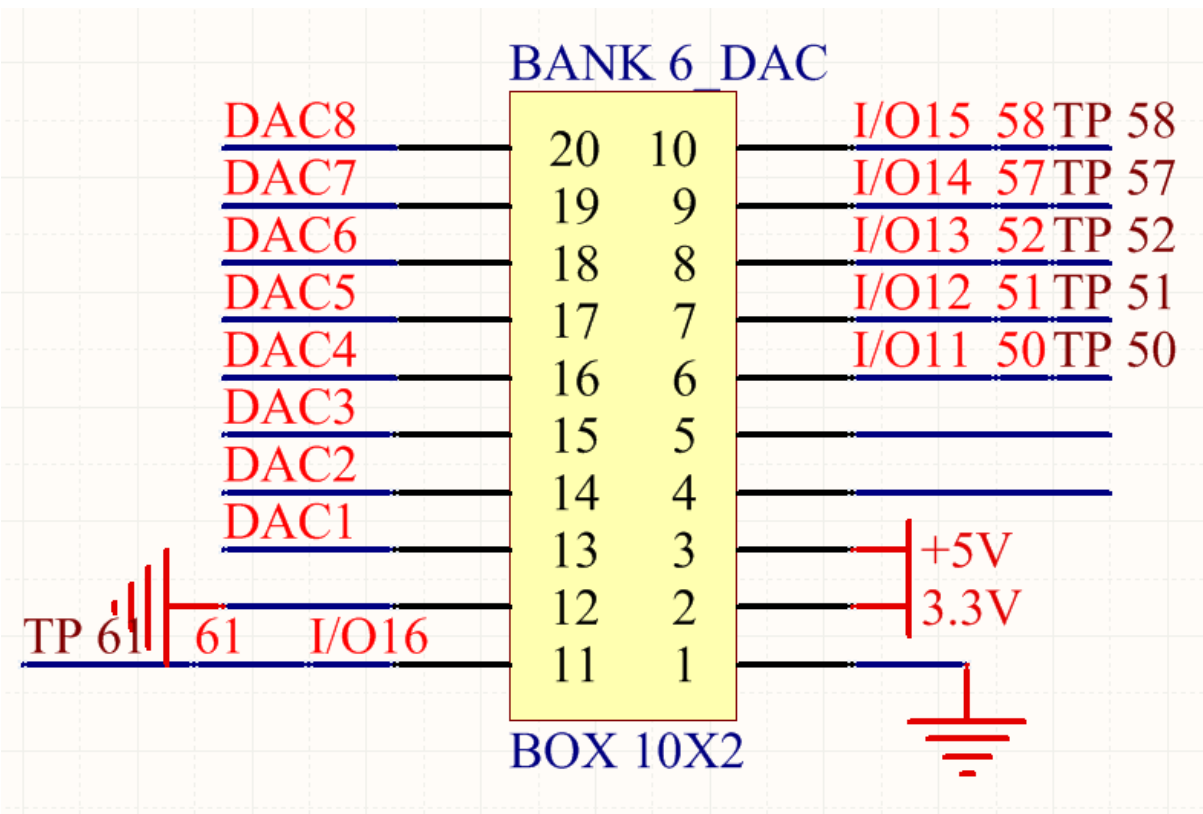 BANK 6_DAC
DAC8 20 10 I/O15 58 TP 58
DAC7 19 9 I/O14 57 TP 57
DAC6 18 8 I/O13 52 TP 52
DAC5 17 7 I/O12 51 TP 51
DAC4 16 6 I/O11 50 TP 50
DAC3 15 5
DAC2 14 4
DAC1 13 3 +5V
12 2 3.3V
TP 61 61 I/O16 11 1
BOX 10X2